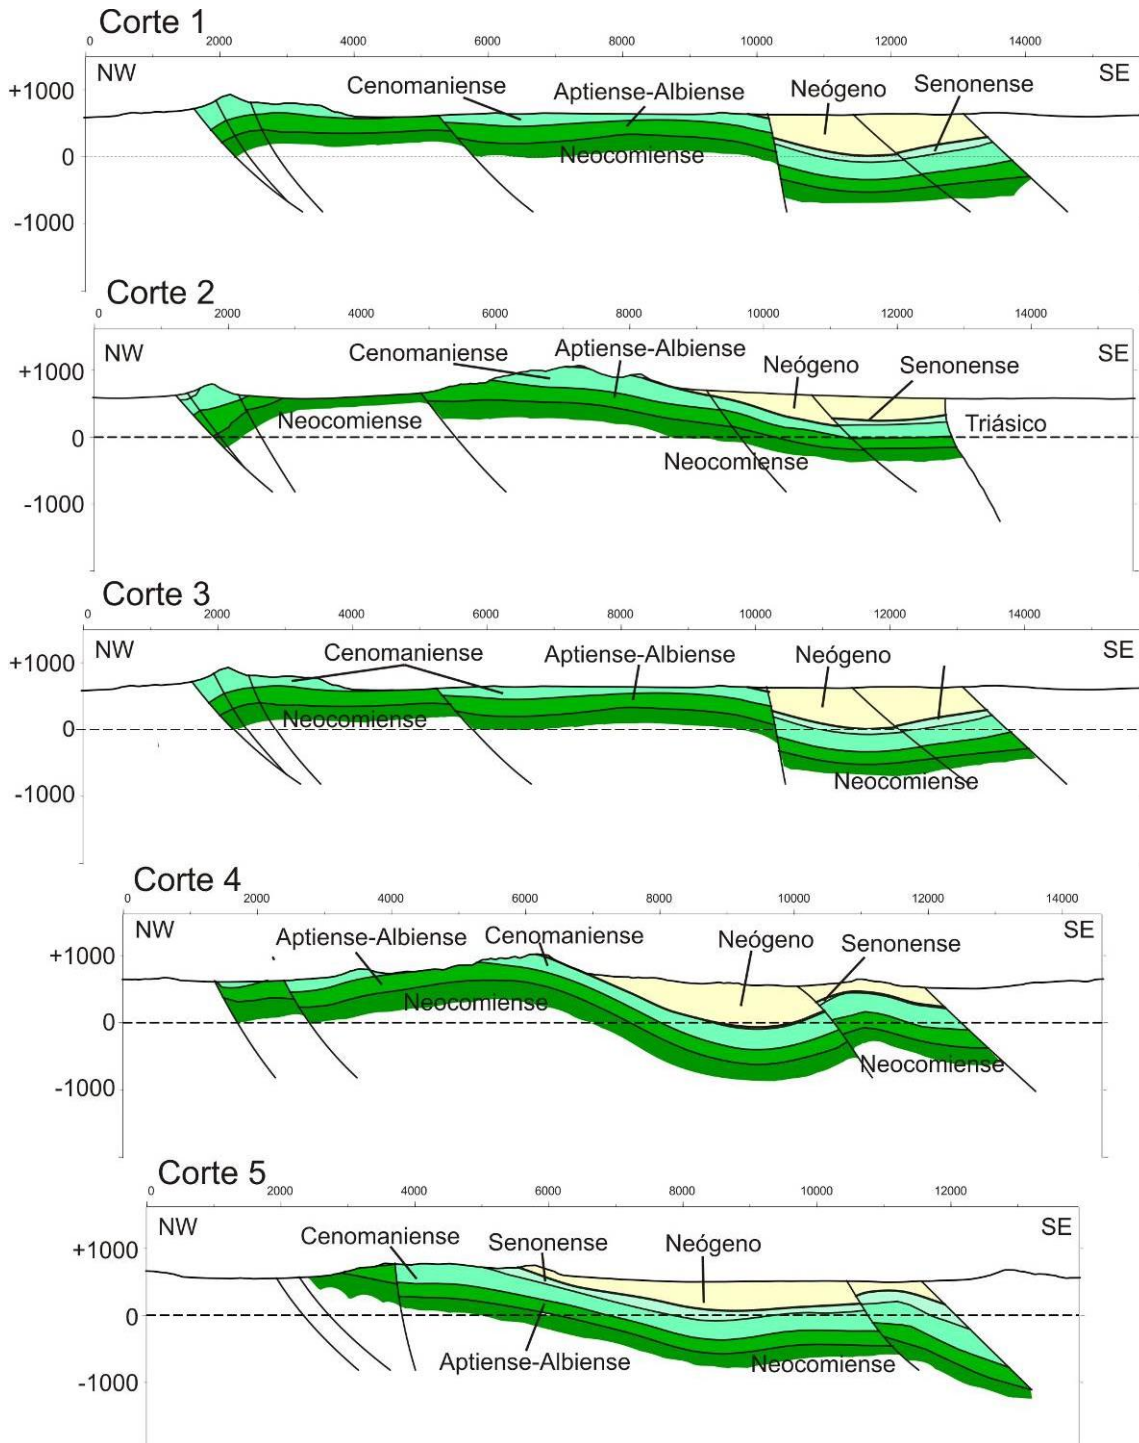 Corte 1
0 2000 4000 6000 8000 10000 12000 14000
NW SE
+1000 Cenomaniense Aptiense-Albiense Neógeno Senonense
0 Neocomiense
-1000
Corte 2
0 2000 4000 6000 8000 10000 12000 14000
NW Cenomaniense Aptiense-Albiense SE
+1000 Neógeno Senonense
Neocomiense Triásico
0
Neocomiense
-1000
Corte 3
0 2000 4000 6000 8000 10000 12000 14000
NW Cenomaniense Aptiense-Albiense Neógeno SE
+1000
Neocomiense
0
-1000 Neocomiense
Corte 4
0 2000 4000 6000 8000 10000 12000 14000
NW Aptiense-Albiense Cenomaniense Neógeno Senonense SE
+1000
Neocomiense
0
-1000 Neocomiense
Corte 5
0 2000 4000 6000 8000 10000 12000
NW Cenomaniense Senonense Neógeno SE
+1000
0
Aptiense-Albiense Neocomiense
-1000